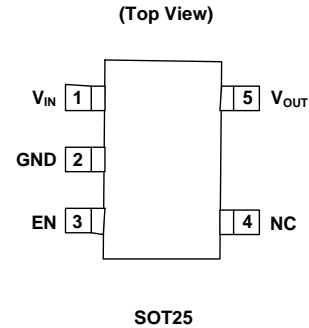 (Top View)
VIN 1 5 VOUT
GND 2
EN 3 4 NC
SOT25